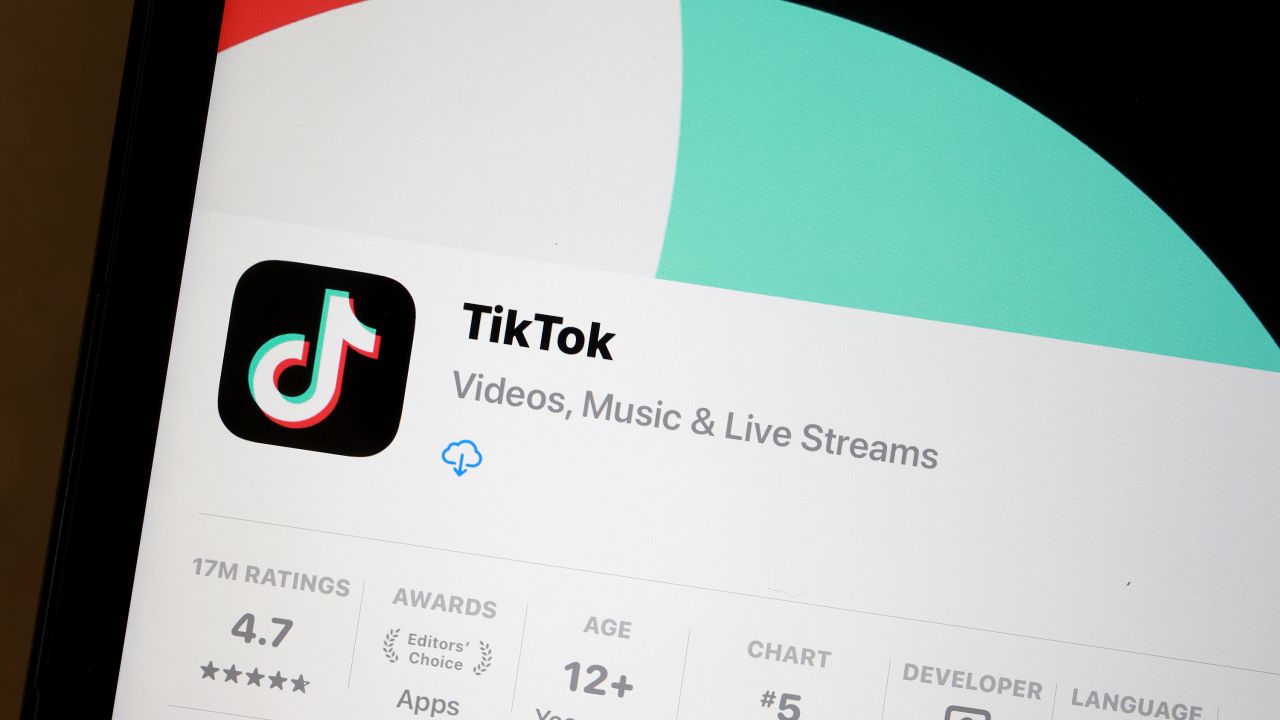 TikTok
Videos, Music & Live Streams
17M RATINGS
4.7
AWARDS
Editors'
Choice
Apps
AGE
12+
CHART
#5
DEVELOPER
LANGUAGE